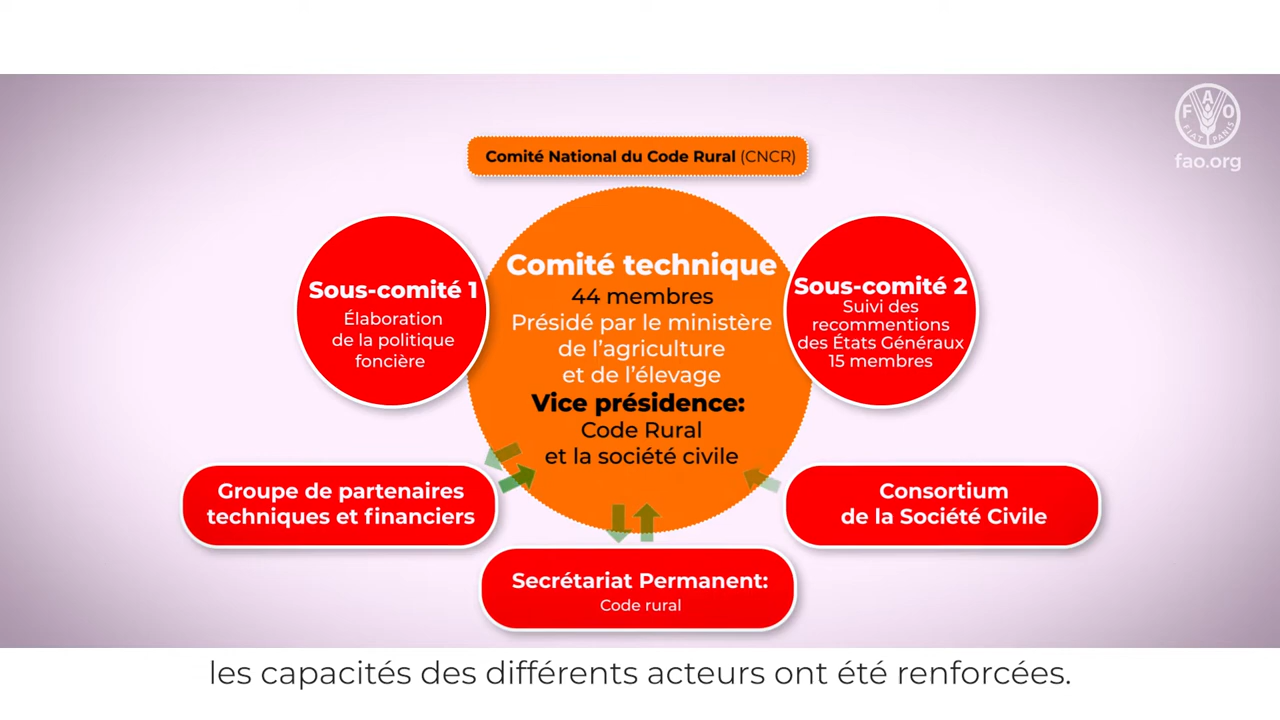 F A O
FIAT PANIS
fao.org
Comité National du Code Rural (CNCR)
Sous-comité 1
Élaboration
de la politique
foncière
Comité technique
44 membres
Présidé par le ministère
de l’agriculture
et de l’élevage
Vice présidence:
Code Rural
et la société civile
Sous-comité 2
Suivi des
recommentions
des États Généraux
15 membres
Groupe de partenaires
techniques et financiers
Consortium
de la Société Civile
Secrétariat Permanent:
Code rural
les capacités des différents acteurs ont été renforcées.